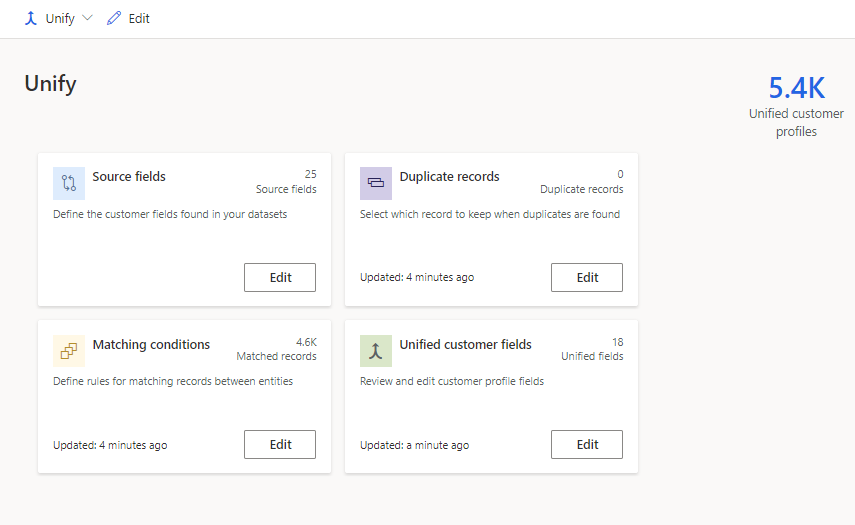 Unify Edit
Unify
5.4K
Unified customer
profiles
Source fields
25
Source fields
Define the customer fields found in your datasets
Edit
Duplicate records
0
Duplicate records
Select which record to keep when duplicates are found
Updated: 4 minutes ago
Edit
Matching conditions
4.6K
Matched records
Define rules for matching records between entities
Updated: 4 minutes ago
Edit
Unified customer fields
18
Unified fields
Review and edit customer profile fields
Updated: a minute ago
Edit